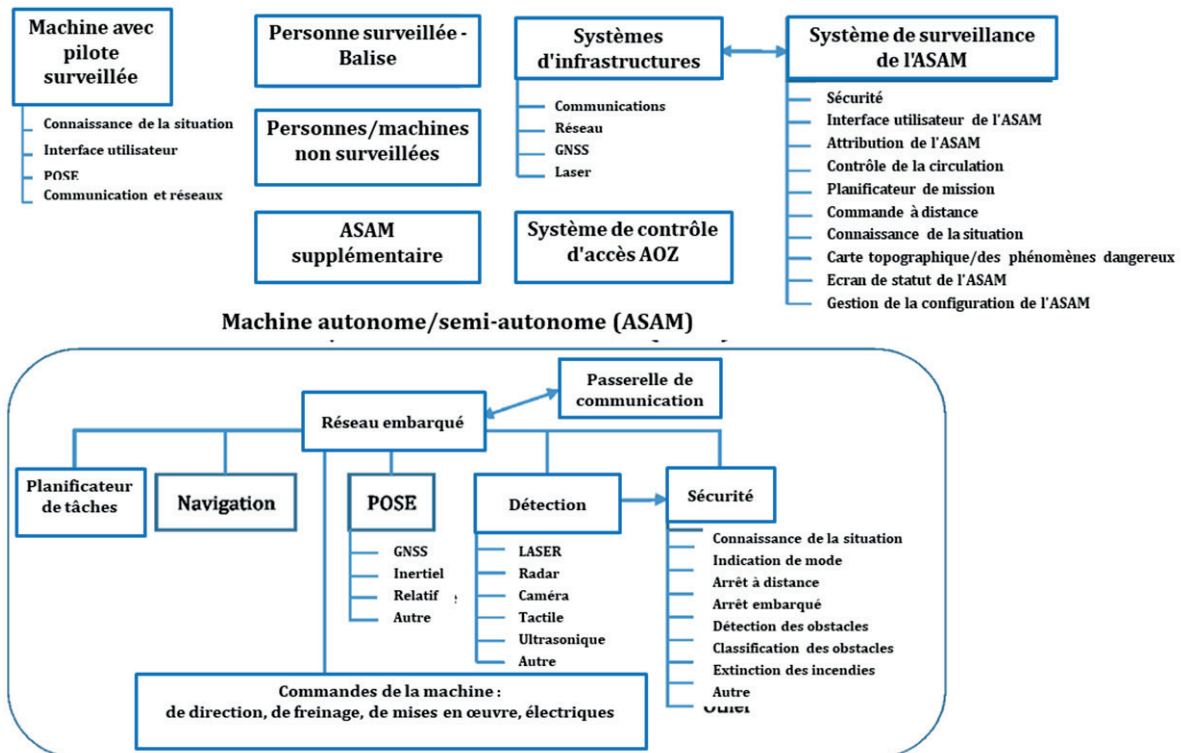 Machine avec
pilote
surveillée
Connaissance de la situation
Interface utilisateur
POSE
Communication et réseaux
Personne surveillée -
Balise
Personnes/machines
non surveillées
ASAM
supplémentaire
Systèmes
d'infrastructures
Communications
Réseau
GNSS
Laser
Système de contrôle
d'accès AOZ
Système de surveillance
de l'ASAM
Sécurité
Interface utilisateur de l'ASAM
Attribution de l'ASAM
Contrôle de la circulation
Planificateur de mission
Commande à distance
Connaissance de la situation
Carte topographique/des phénomènes dangereux
Ecran de statut de l'ASAM
Gestion de la configuration de l'ASAM
Machine autonome/semi-autonome (ASAM)
Passerelle de
communication
Réseau embarqué
Planificateur
de tâches
Navigation
POSE
GNSS
Inertiel
Relatif
Autre
Détection
LASER
Radar
Caméra
Tactile
Ultrasonique
Autre
Sécurité
Connaissance de la situation
Indication de mode
Arrêt à distance
Arrêt embarqué
Détection des obstacles
Classification des obstacles
Extinction des incendies
Autre
Commandes de la machine :
de direction, de freinage, de mises en œuvre, électriques